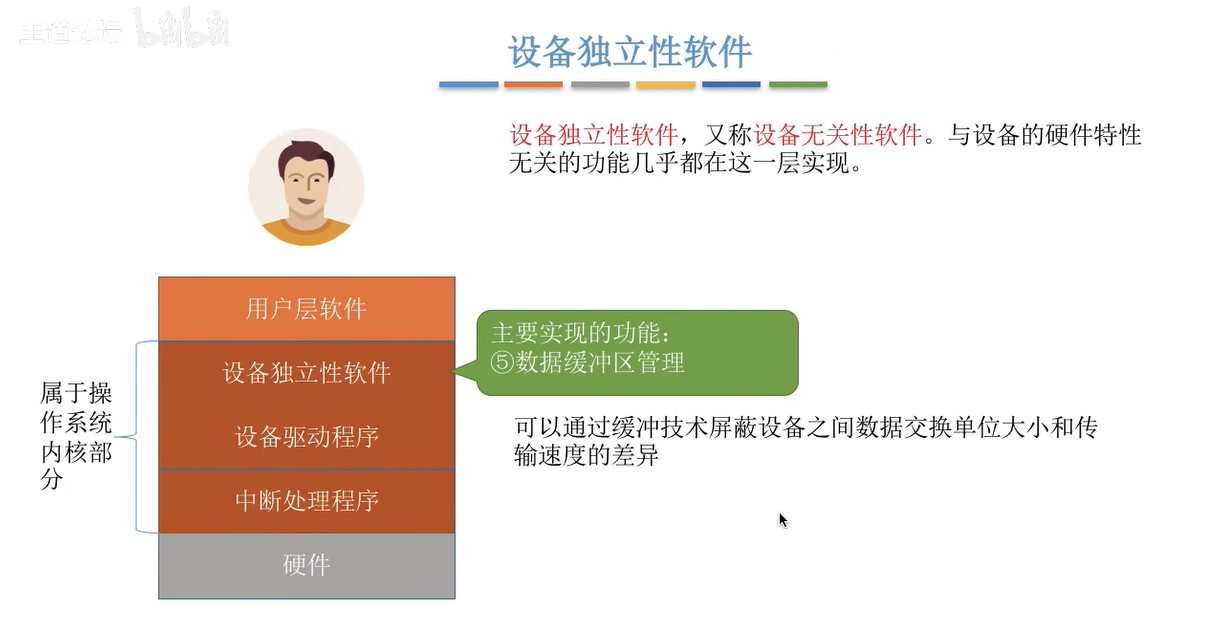 王道论坛 bilibili
设备独立性软件
设备独立性软件，又称设备无关性软件。与设备的硬件特性
无关的功能几乎都在这一层实现。
用户层软件
设备独立性软件
设备驱动程序
中断处理程序
硬件
属于操
作系统
内核部
分
主要实现的功能：
⑤数据缓冲区管理
可以通过缓冲技术屏蔽设备之间数据交换单位大小和传
输速度的差异